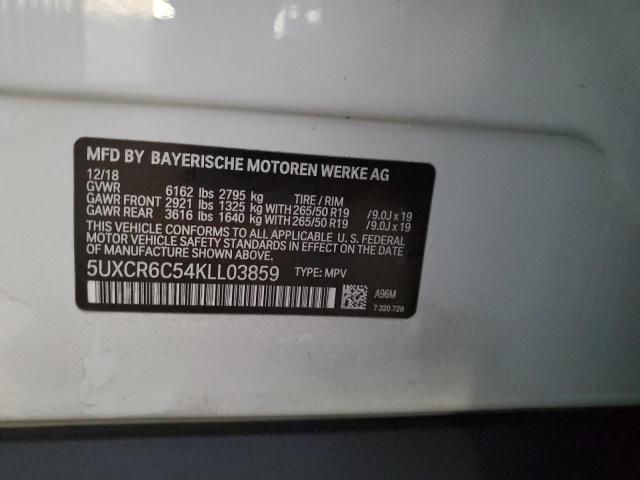 MFD BY BAYERISCHE MOTOREN WERKE AG
12/18
GVWR 6162 lbs 2795 kg TIRE / RIM
GAWR FRONT 2921 lbs 1325 kg WITH 265/50 R19 /9.0J x 19
GAWR REAR 3616 lbs 1640 kg WITH 265/50 R19 /9.0J x 19
THIS VEHICLE CONFORMS TO ALL APPLICABLE U. S. FEDERAL
MOTOR VEHICLE SAFETY STANDARDS IN EFFECT ON THE DATE
OF MANUFACTURE SHOWN ABOVE.
5UXCR6C54KLL03859 TYPE: MPV
A96M
7 320 729